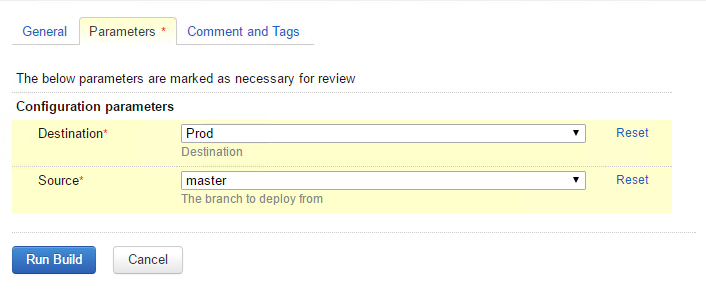 General Parameters * Comment and Tags
The below parameters are marked as necessary for review
Configuration parameters
Destination* Prod Reset
Destination
Source* master Reset
The branch to deploy from
Run Build Cancel